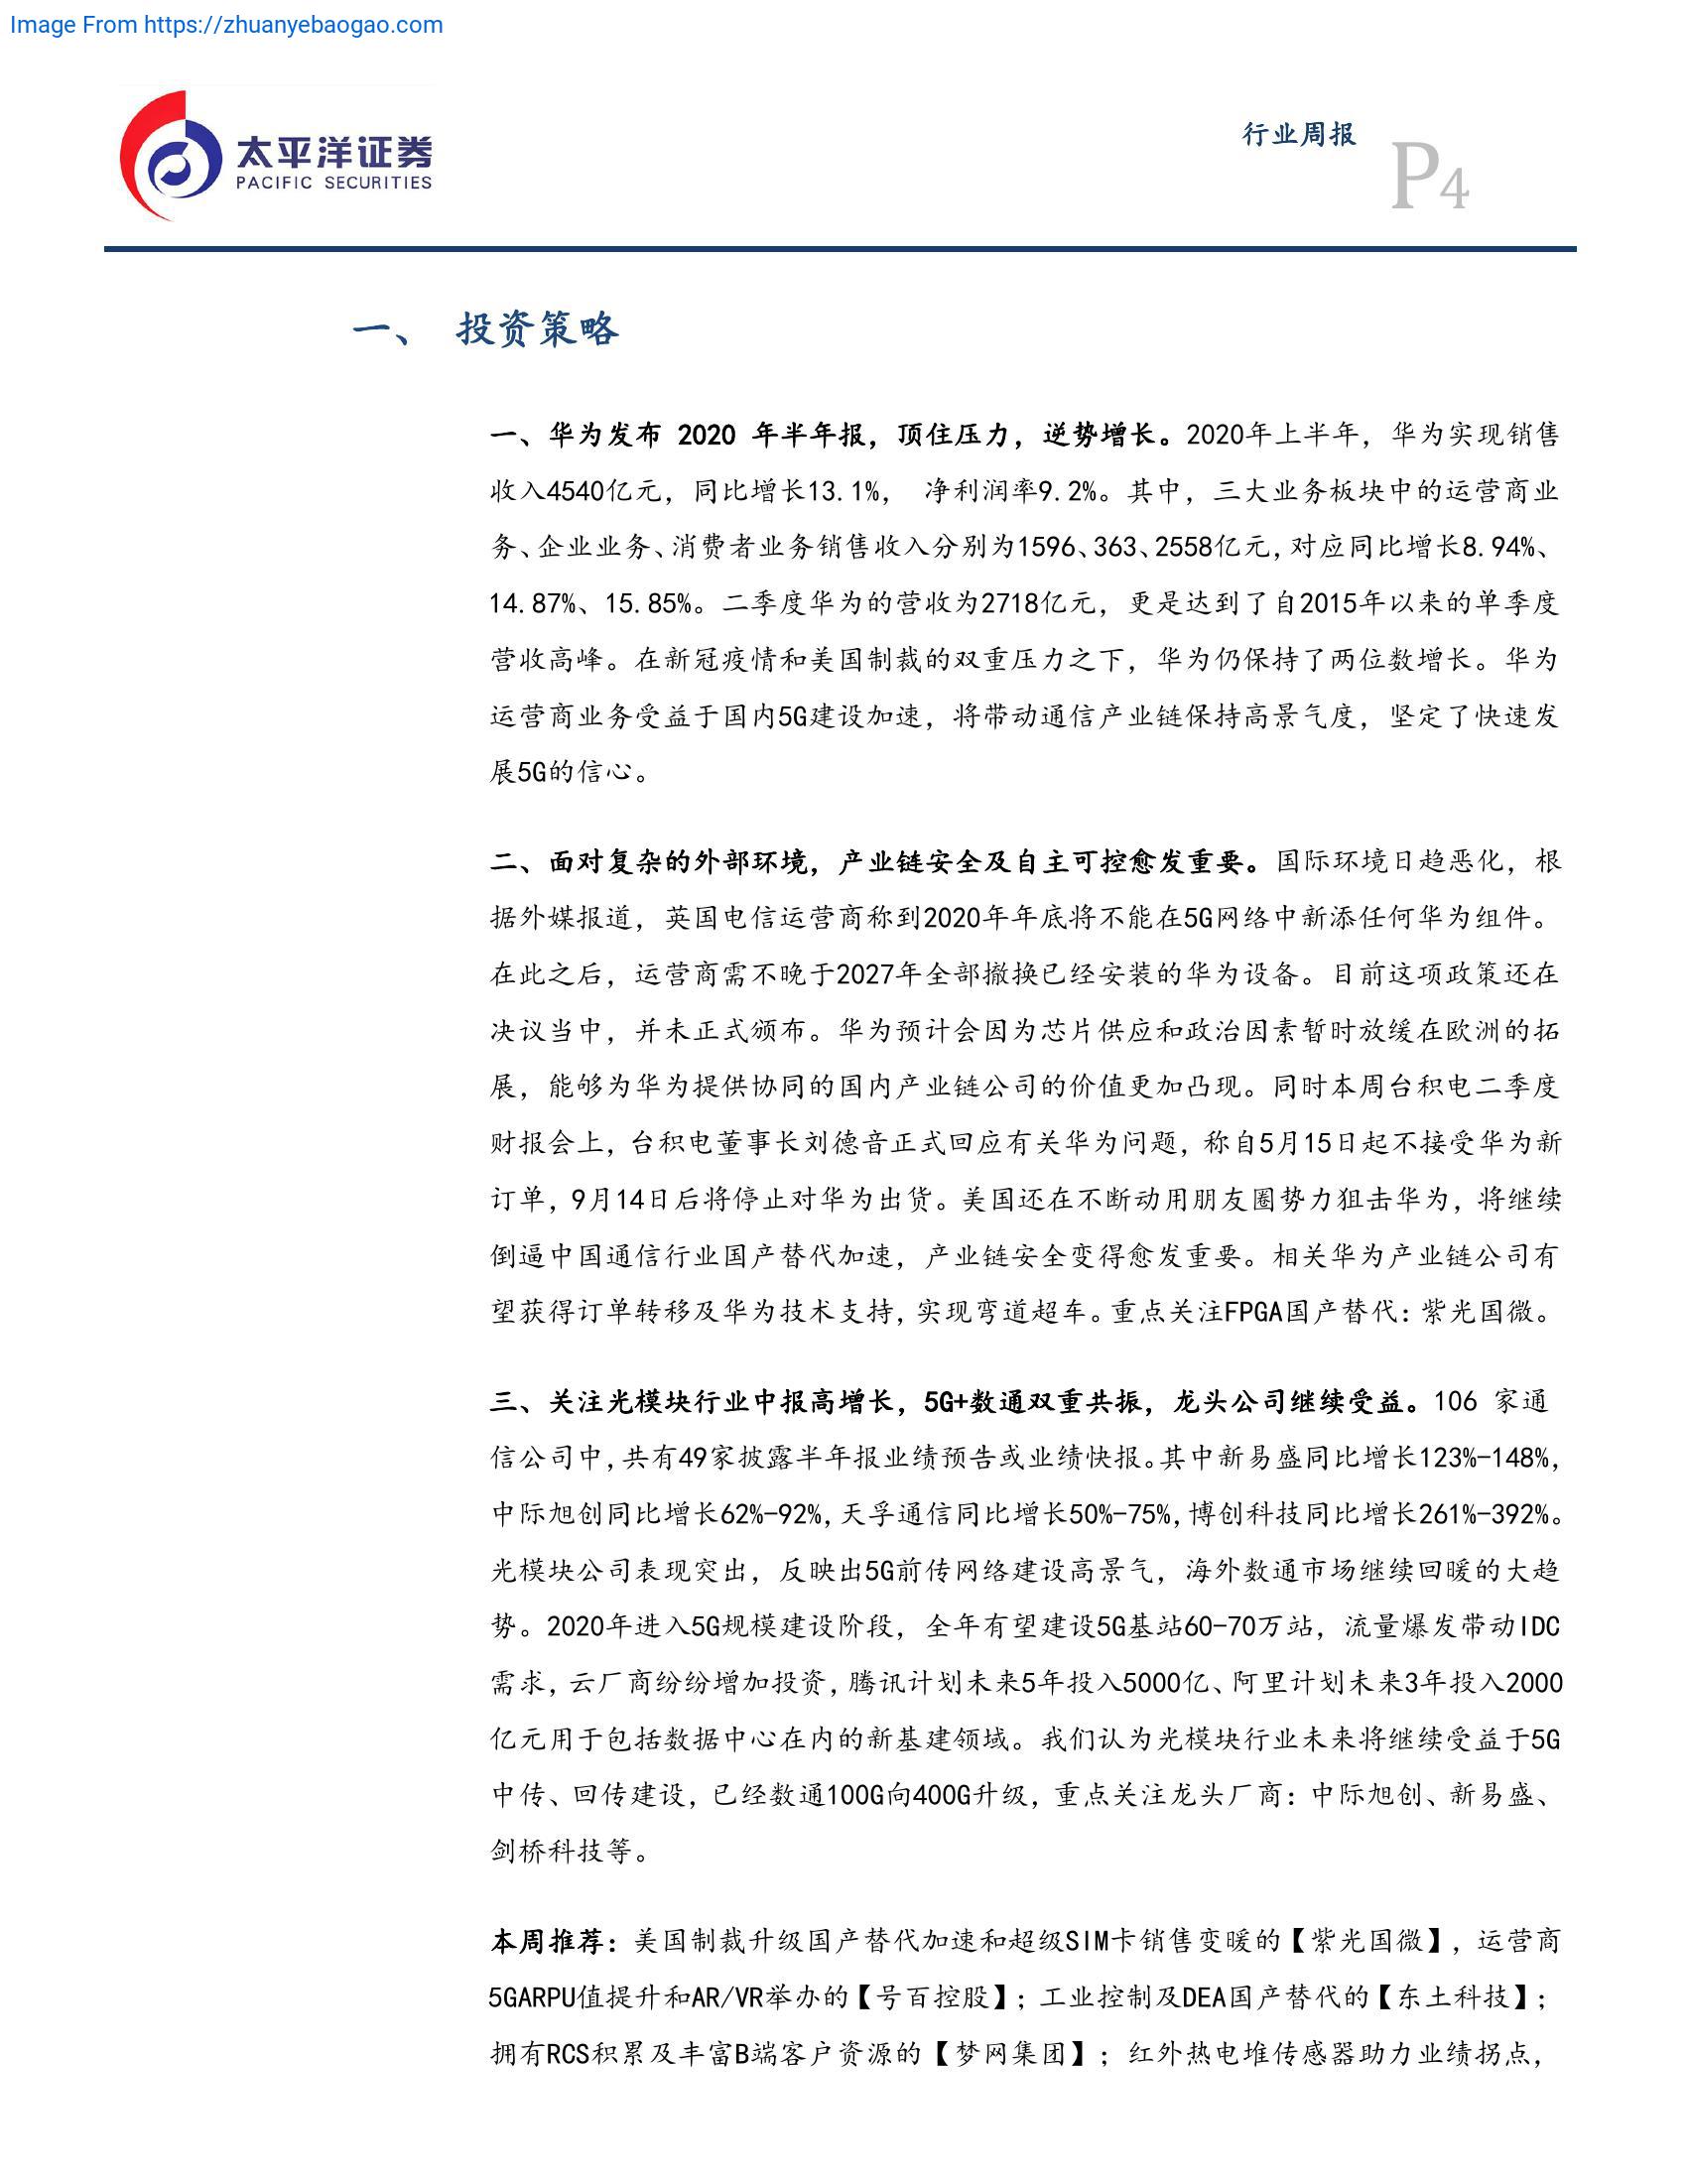 Image From https://zhuanyebaogao.com
太平洋证券
PACIFIC SECURITIES
行业周报
P4
一、 投资策略
一、华为发布 2020 年半年报，顶住压力，逆势增长。2020年上半年，华为实现销售
收入4540亿元，同比增长13.1%， 净利润率9.2%。其中，三大业务板块中的运营商业
务、企业业务、消费者业务销售收入分别为1596、363、2558亿元,对应同比增长8.94%、
14.87%、15.85%。二季度华为的营收为2718亿元，更是达到了自2015年以来的单季度
营收高峰。在新冠疫情和美国制裁的双重压力之下，华为仍保持了两位数增长。华为
运营商业务受益于国内5G建设加速，将带动通信产业链保持高景气度，坚定了快速发
展5G的信心。
二、面对复杂的外部环境，产业链安全及自主可控愈发重要。国际环境日趋恶化，根
据外媒报道，英国电信运营商称到2020年年底将不能在5G网络中新添任何华为组件。
在此之后，运营商需不晚于2027年全部撤换已经安装的华为设备。目前这项政策还在
决议当中，并未正式颁布。华为预计会因为芯片供应和政治因素暂时放缓在欧洲的拓
展，能够为华为提供协同的国内产业链公司的价值更加凸现。同时本周台积电二季度
财报会上，台积电董事长刘德音正式回应有关华为问题，称自5月15日起不接受华为新
订单，9月14日后将停止对华为出货。美国还在不断动用朋友圈势力狙击华为，将继续
倒逼中国通信行业国产替代加速，产业链安全变得愈发重要。相关华为产业链公司有
望获得订单转移及华为技术支持,实现弯道超车。重点关注FPGA国产替代：紫光国微。
三、关注光模块行业中报高增长，5G+数通双重共振，龙头公司继续受益。106 家通
信公司中,共有49家披露半年报业绩预告或业绩快报。其中新易盛同比增长123%-148%,
中际旭创同比增长62%-92%,天孚通信同比增长50%-75%,博创科技同比增长261%-392%。
光模块公司表现突出，反映出5G前传网络建设高景气，海外数通市场继续回暖的大趋
势。2020年进入5G规模建设阶段，全年有望建设5G基站60-70万站，流量爆发带动IDC
需求，云厂商纷纷增加投资,腾讯计划未来5年投入5000亿、阿里计划未来3年投入2000
亿元用于包括数据中心在内的新基建领域。我们认为光模块行业未来将继续受益于5G
中传、回传建设，已经数通100G向400G升级，重点关注龙头厂商：中际旭创、新易盛、
剑桥科技等。
本周推荐：美国制裁升级国产替代加速和超级SIM卡销售变暖的【紫光国微】，运营商
5GARPU值提升和AR/VR举办的【号百控股】；工业控制及DEA国产替代的【东土科技】；
拥有RCS积累及丰富B端客户资源的【梦网集团】；红外热电堆传感器助力业绩拐点，